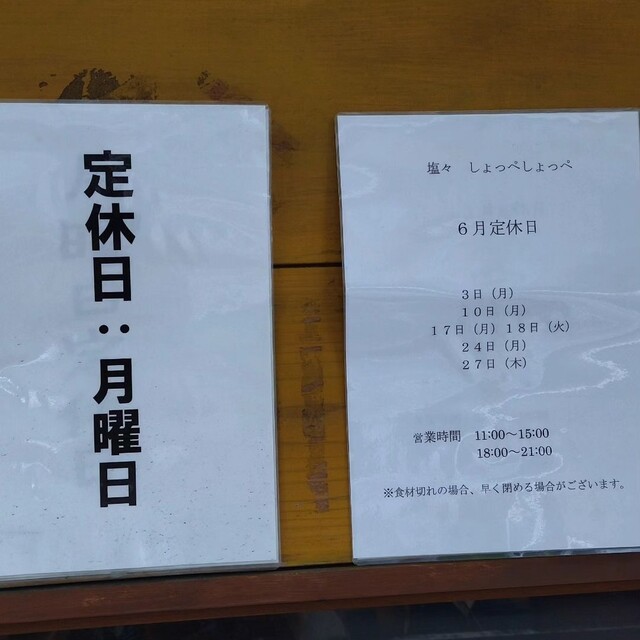 定休日：月曜日
塩々　しょっぺしょっぺ
６月定休日
３日（月）
１０日（月）
１７日（月）１８日（火）
２４日（月）
２７日（木）
営業時間　11:00～15:00
18:00～21:00
※食材切れの場合、早く閉める場合がございます。